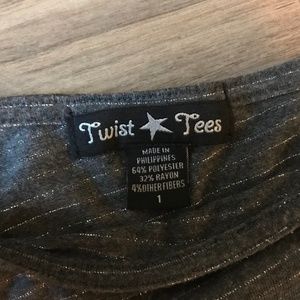 Twist Tees
MADE IN
PHILIPPINES
64% POLYESTER
32% RAYON
4% OTHER FIBERS
1